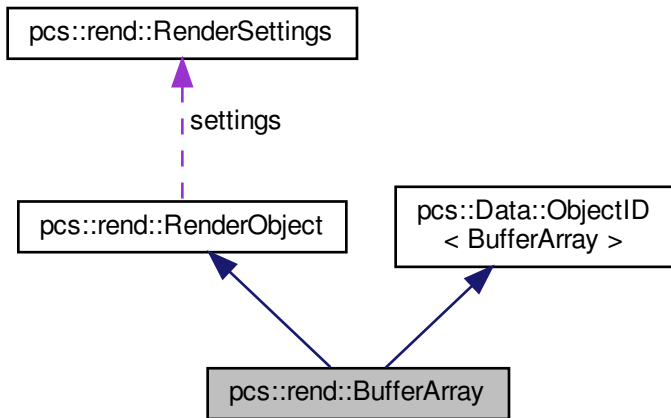 pcs::rend::RenderSettings
settings
pcs::rend::RenderObject
pcs::Data::ObjectID
< BufferArray >
pcs::rend::BufferArray